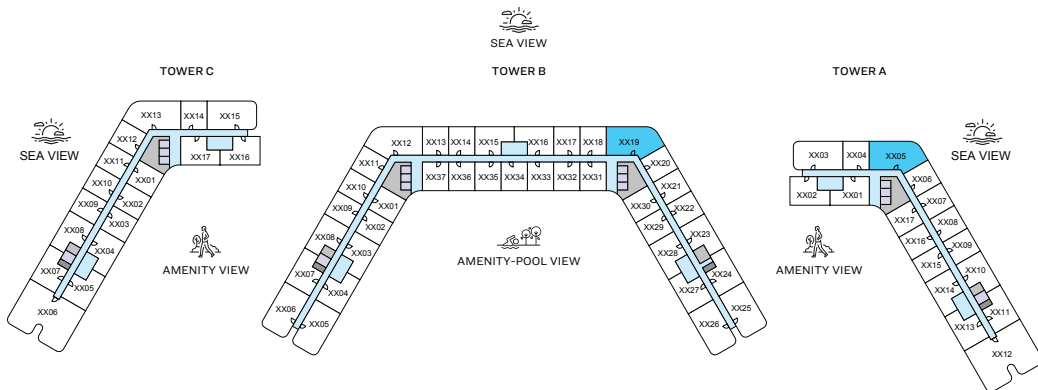 SEA VIEW
TOWER C
TOWER B
TOWER A
SEA VIEW
SEA VIEW
AMENITY VIEW
AMENITY-POOL VIEW
AMENITY VIEW
XX13
XX14
XX15
XX12
XX11
XX17
XX16
XX10
XX01
XX09
XX02
XX08
XX03
XX07
XX04
XX06
XX05
XX12
XX13
XX14
XX15
XX16
XX17
XX18
XX19
XX11
XX37
XX36
XX35
XX34
XX33
XX32
XX31
XX20
XX10
XX01
XX30
XX21
XX09
XX02
XX29
XX22
XX08
XX03
XX28
XX23
XX07
XX04
XX27
XX24
XX06
XX05
XX26
XX25
XX03
XX04
XX05
XX02
XX01
XX06
XX17
XX07
XX16
XX08
XX15
XX09
XX14
XX10
XX13
XX11
XX12